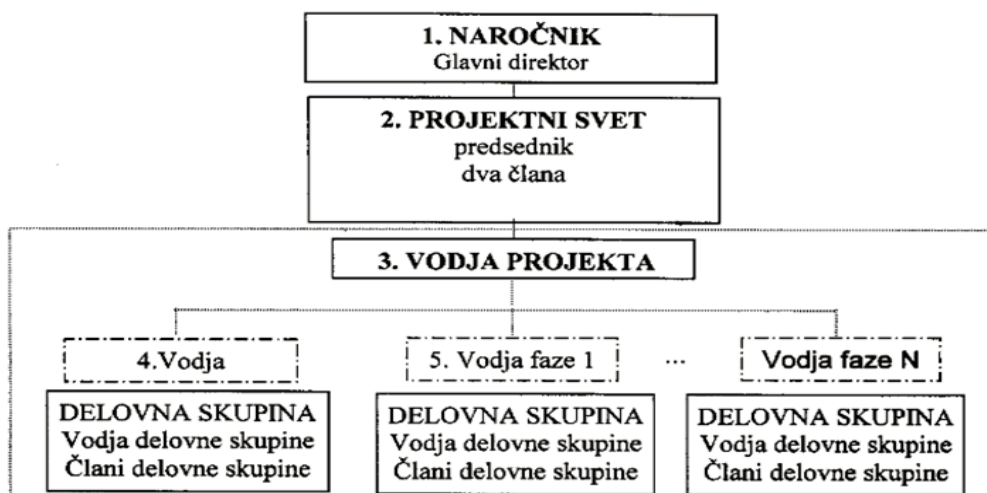 1. NAROČNIK
Glavni direktor
2. PROJEKTNI SVET
predsednik
dva člana
3. VODJA PROJEKTA
4.Vodja
5. Vodja faze 1
...
Vodja faze N
DELOVNA SKUPINA
Vodja delovne skupine
Člani delovne skupine
DELOVNA SKUPINA
Vodja delovne skupine
Člani delovne skupine
DELOVNA SKUPINA
Vodja delovne skupine
Člani delovne skupine